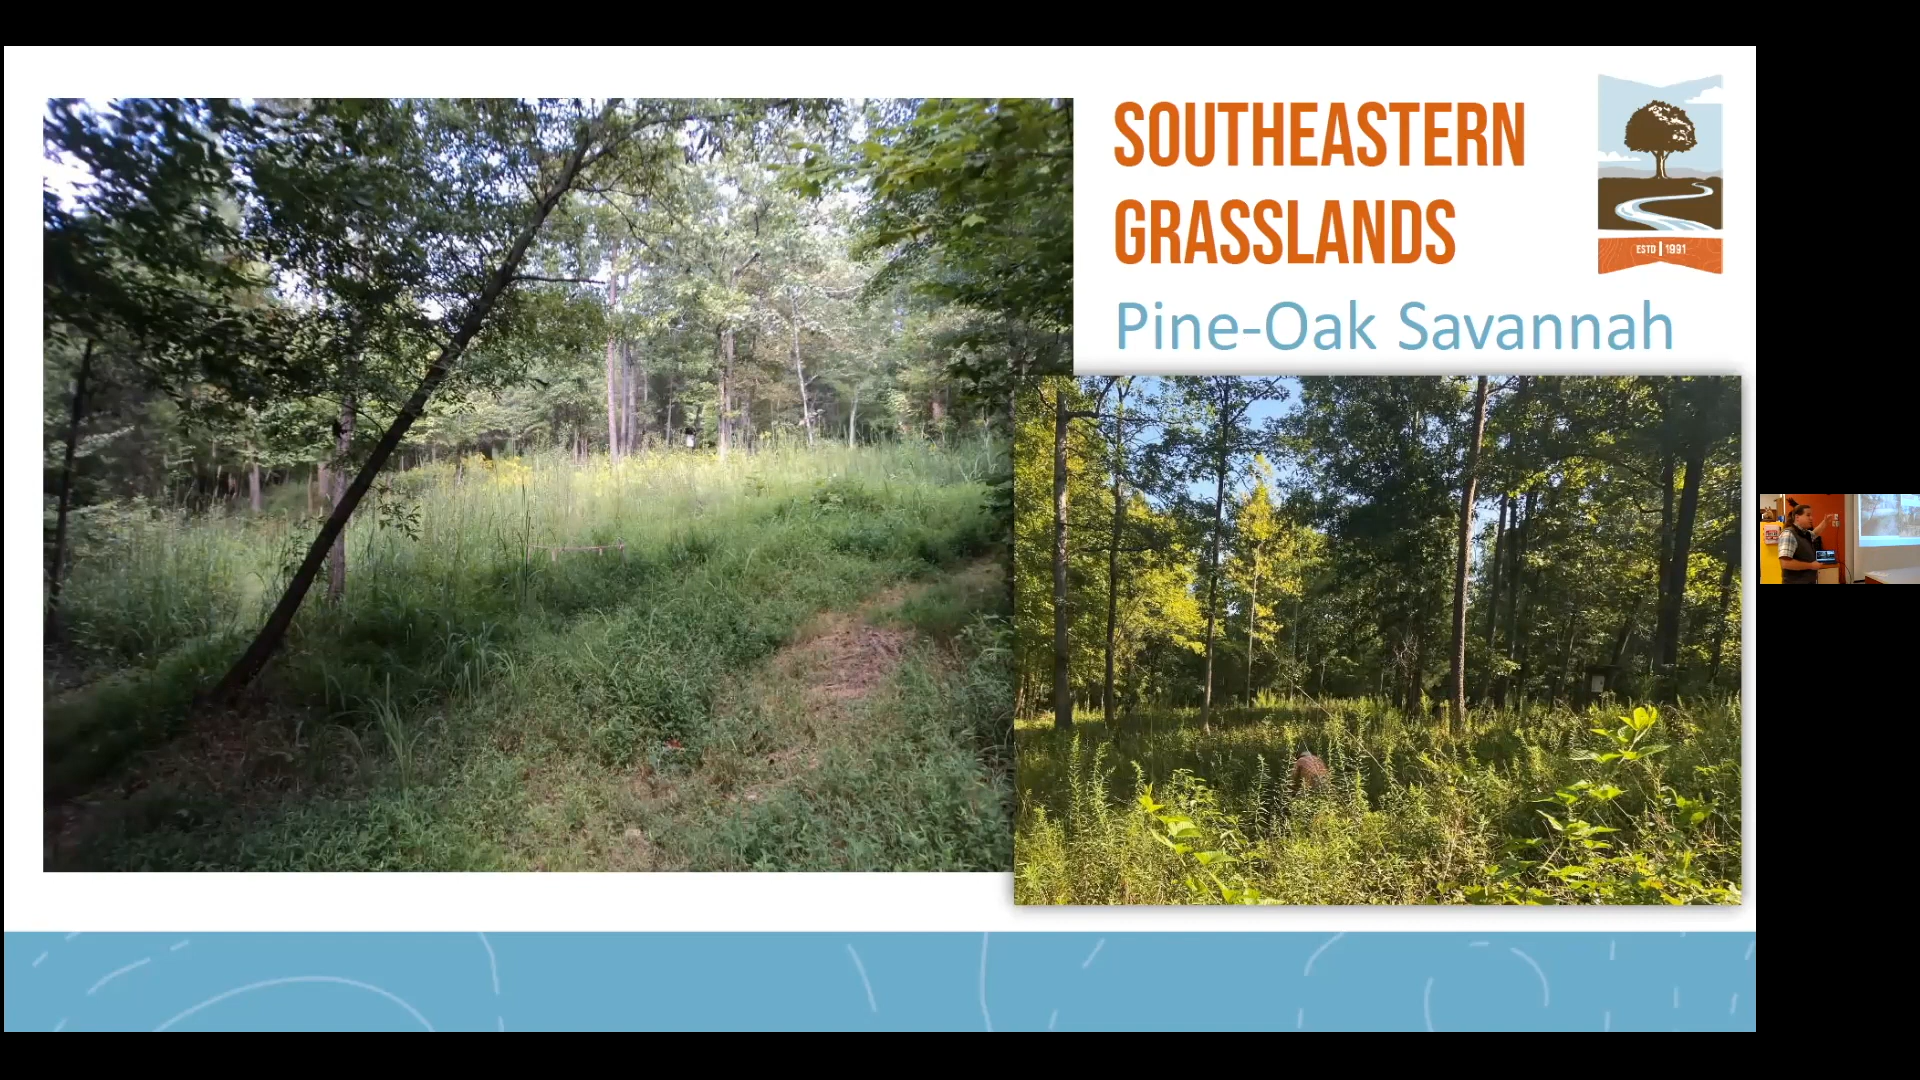 SOUTHEASTERN
GRASSLANDS
Pine-Oak Savannah
ESTD | 1991